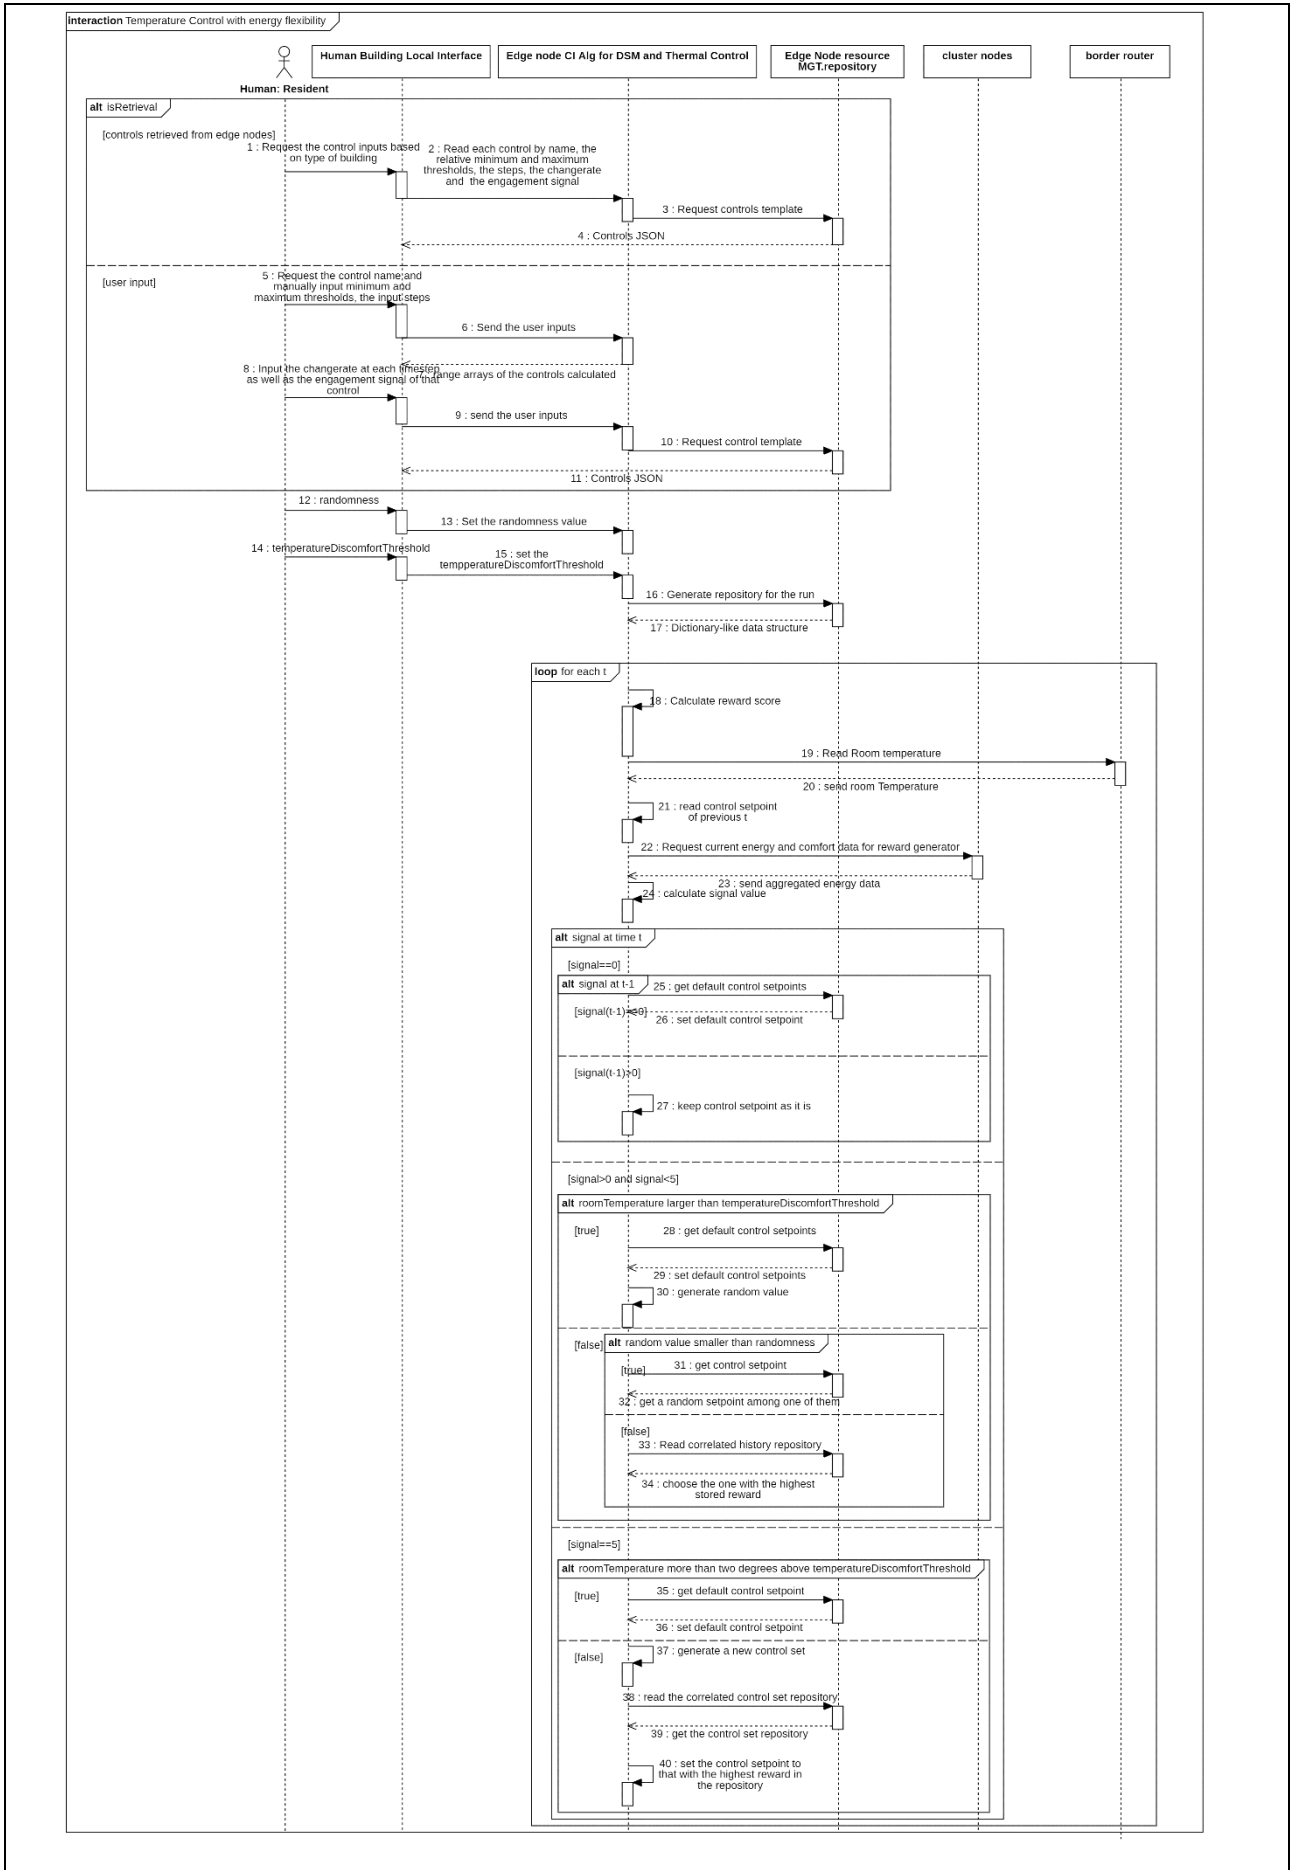 interaction Temperature Control with energy flexibility
Human Building Local Interface
Edge node CI Alg for DSM and Thermal Control
Edge Node resource
MGT.repository
cluster nodes
border router
Human: Resident
alt isRetrieval
[controls retrieved from edge nodes]
1 : Request the control inputs based
on type of building
2 : Read each control by name, the
relative minimum and maximum
thresholds, the steps, the changerate
and the engagement signal
3 : Request controls template
4 : Controls JSON
[user input]
5 : Request the control name and
manually input minimum and
maximum thresholds, the input steps
6 : Send the user inputs
7 : range arrays of the controls calculated
8 : Input the changerate at each timestep
as well as the engagement signal of that
control
9 : send the user inputs
10 : Request control template
11 : Controls JSON
12 : randomness
13 : Set the randomness value
14 : temperatureDiscomfortThreshold
15 : set the
tempperatureDiscomfortThreshold
16 : Generate repository for the run
17 : Dictionary-like data structure
loop for each t
18 : Calculate reward score
19 : Read Room temperature
20 : send room Temperature
21 : read control setpoint
of previous t
22 : Request current energy and comfort data for reward generator
23 : send aggregated energy data
24 : calculate signal value
alt signal at time t
[signal==0]
alt signal at t-1
25 : get default control setpoints
[signal(t-1)==0]
26 : set default control setpoint
[signal(t-1)>0]
27 : keep control setpoint as it is
[signal>0 and signal<5]
alt roomTemperature larger than temperatureDiscomfortThreshold
[true]
28 : get default control setpoints
29 : set default control setpoints
30 : generate random value
[false]
alt random value smaller than randomness
[true]
31 : get control setpoint
32 : get a random setpoint among one of them
[false]
33 : Read correlated history repository
34 : choose the one with the highest
stored reward
[signal==5]
alt roomTemperature more than two degrees above temperatureDiscomfortThreshold
[true]
35 : get default control setpoint
36 : set default control setpoint
[false]
37 : generate a new control set
38 : read the correlated control set repository
39 : get the control set repository
40 : set the control setpoint to
that with the highest reward in
the repository